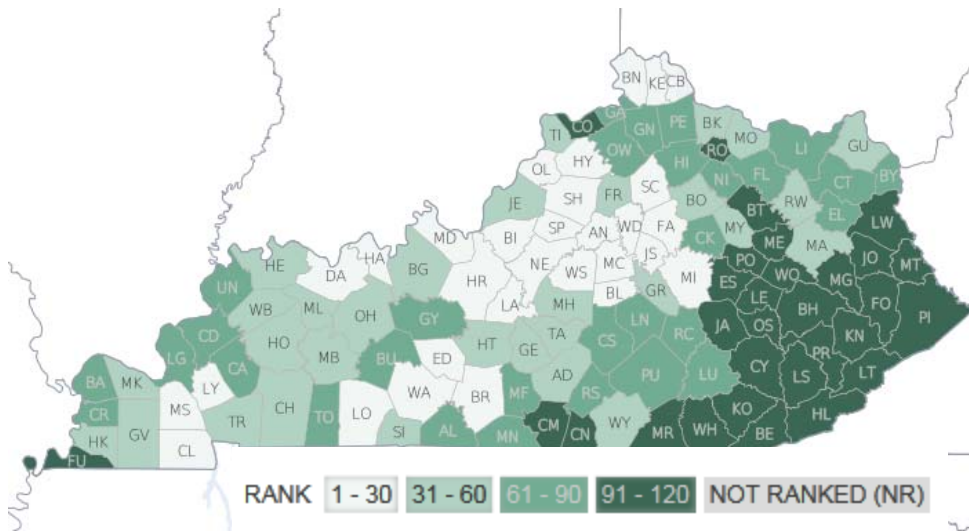 BN KE CB
GA
CO GN PE BK
TI MO
OW RO LI GU
HY HI
OL FL
NI CT BY
SH FR SC
JE BO RW
BT EL LW
MD SP AN WD FA MY
BI CK ME MA
HA JS PO JO
HE BG NE WS MC MI WO MT
DA HR ES MG
UN BL GR LE FO
WB ML LA MH BH PI
OH GY LN JA OS
CD TA RC KN
HO CS
LG MB BU HT GE PR
CA ED CY LS LT
BA MK LY AD PU LU
WA BR MF RS
MS CH KO HL
CR TR TO LO WY
HK GV SI AL MN CM CN MR WH BE
CL
FU
RANK 1 - 30 31 - 60 61 - 90 91 - 120 NOT RANKED (NR)